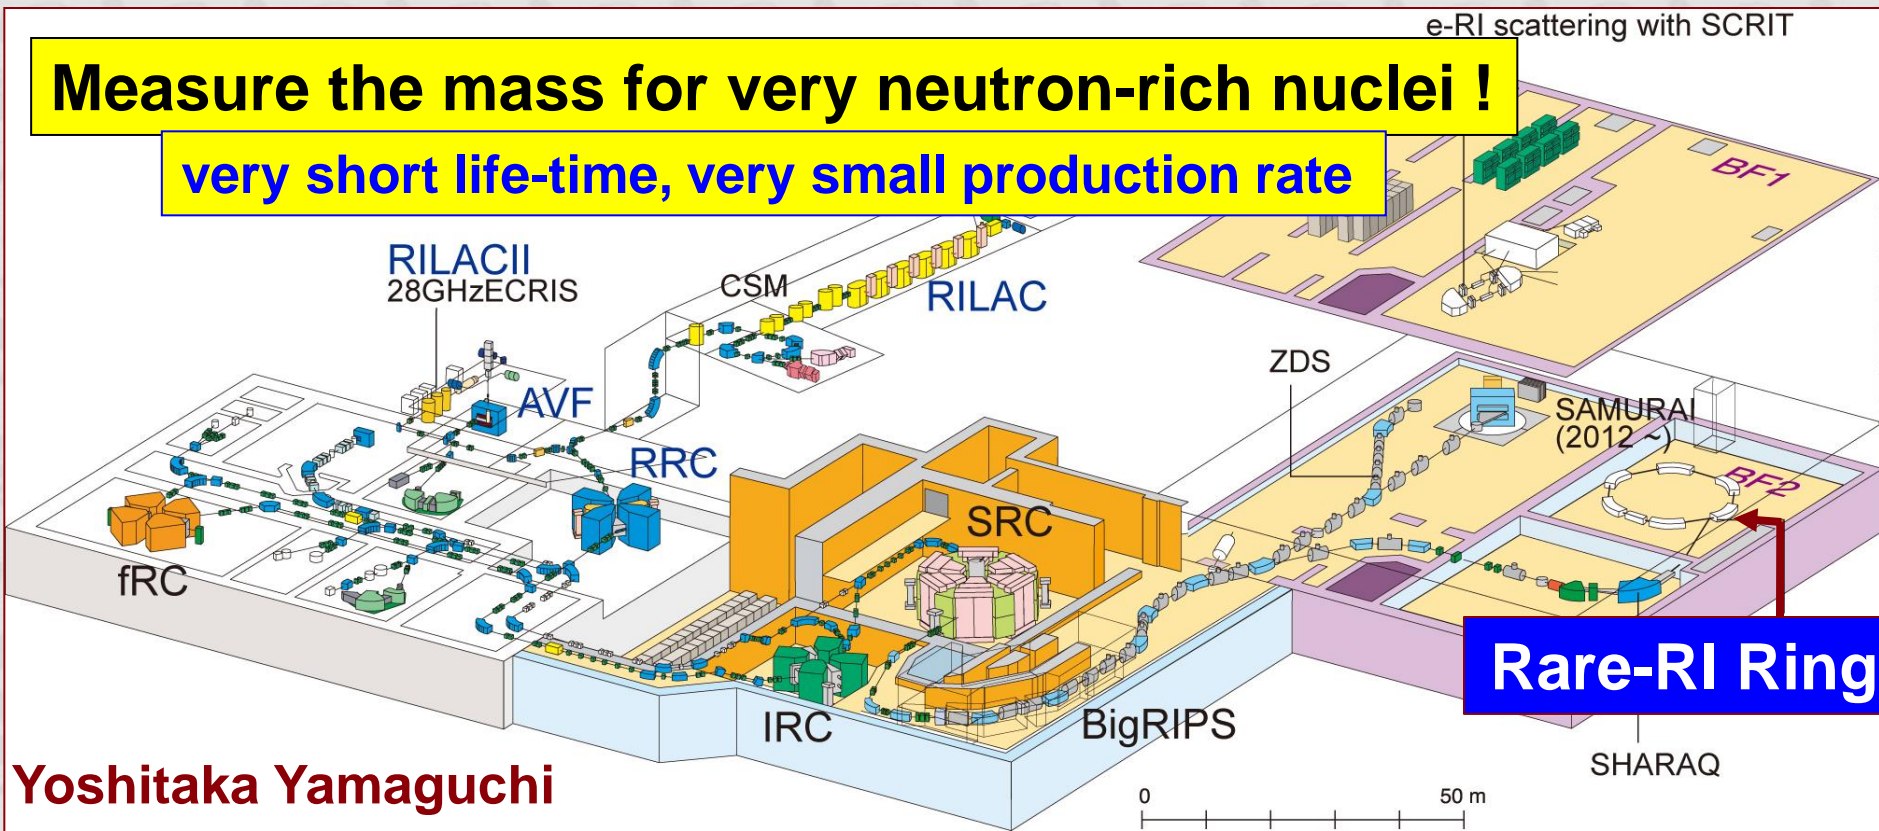 e-RI scattering with SCRIT
Measure the mass for very neutron-rich nuclei !
very short life-time, very small production rate
BF1
RILACII
28GHzECRIS
CSM
RILAC
ZDS
AVF
SAMURAI
(2012 ~)
RRC
BF2
SRC
fRC
Rare-RI Ring
IRC
BigRIPS
SHARAQ
Yoshitaka Yamaguchi
0
50 m